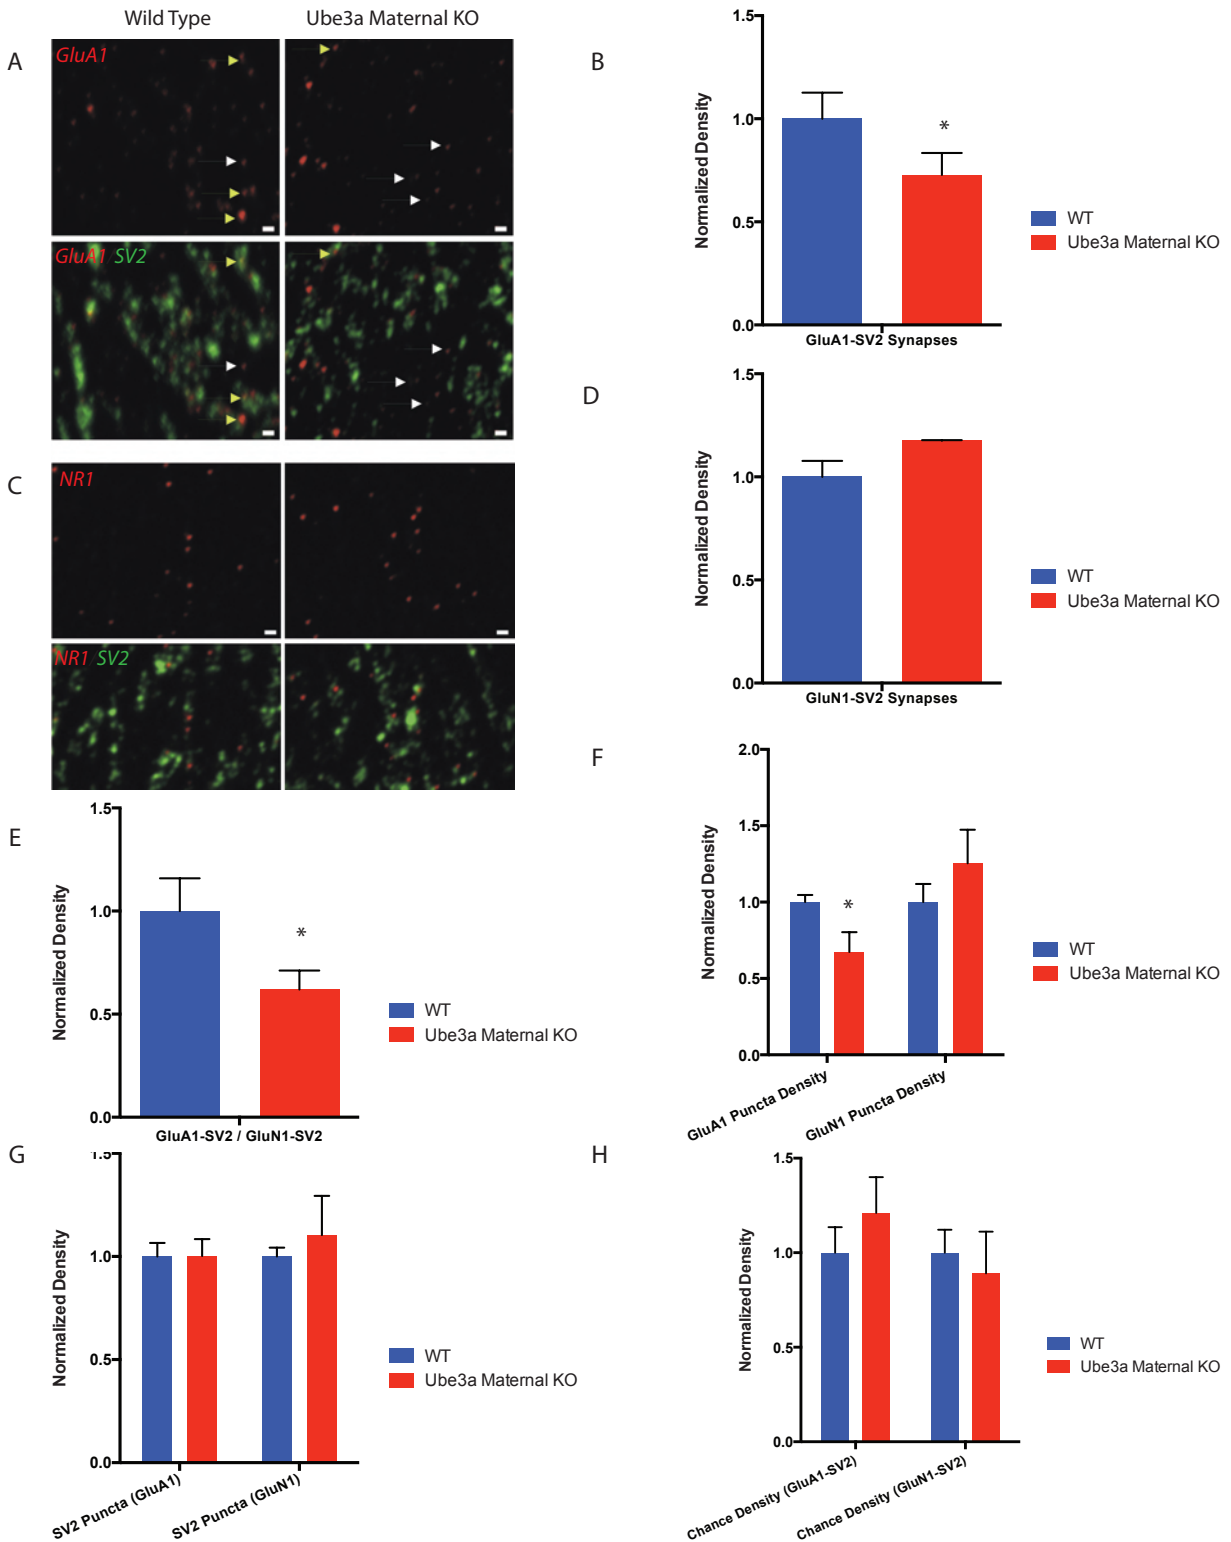 Wild Type
Ube3a Maternal KO
A
GluA1
GluA1 SV2
B
1.5
1.0
0.5
0.0
Normalized Density
*
GluA1-SV2 Synapses
WT
Ube3a Maternal KO
C
NR1
NR1 SV2
D
1.5
1.0
0.5
0.0
Normalized Density
GluN1-SV2 Synapses
WT
Ube3a Maternal KO
E
1.5
1.0
0.5
0.0
Normalized Density
*
GluA1-SV2 / GluN1-SV2
WT
Ube3a Maternal KO
F
2.0
1.5
1.0
0.5
0.0
Normalized Density
*
GluA1 Puncta Density
GluN1 Puncta Density
WT
Ube3a Maternal KO
G
1.5
1.0
0.5
0.0
Normalized Density
SV2 Puncta (GluA1)
SV2 Puncta (GluN1)
WT
Ube3a Maternal KO
H
1.5
1.0
0.5
0.0
Normalized Density
Chance Density (GluA1-SV2)
Chance Density (GluN1-SV2)
WT
Ube3a Maternal KO